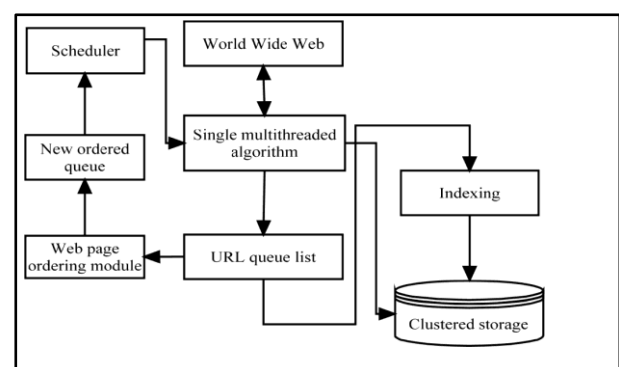 Scheduler
World Wide Web
Single multithreaded
algorithm
New ordered
queue
Indexing
Web page
ordering module
URL queue list
Clustered storage